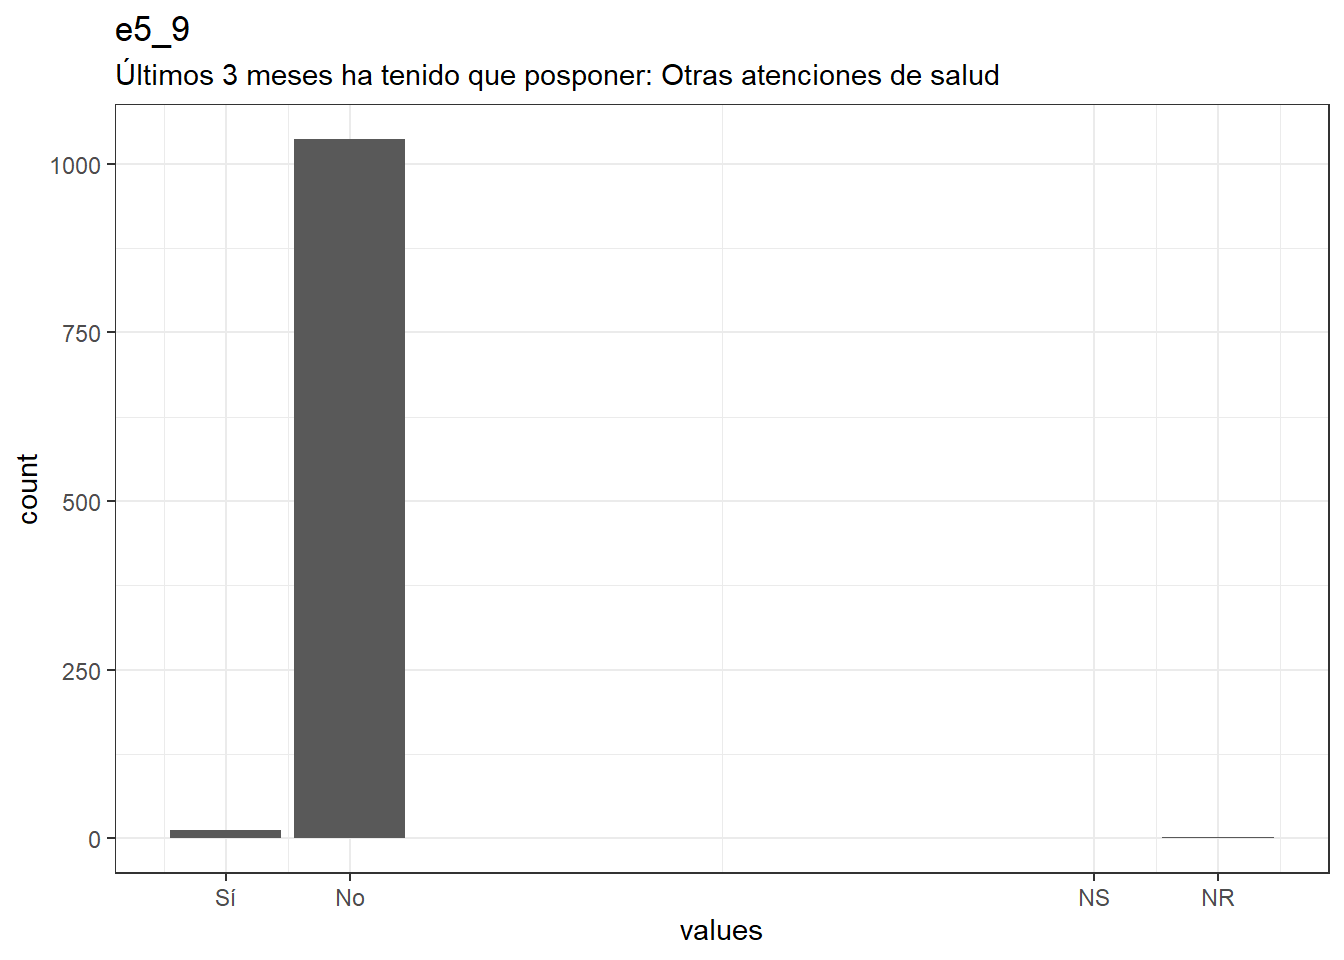 e5_9
Últimos 3 meses ha tenido que posponer: Otras atenciones de salud
1000
750
500
250
0
count
Sí No NS NR
values